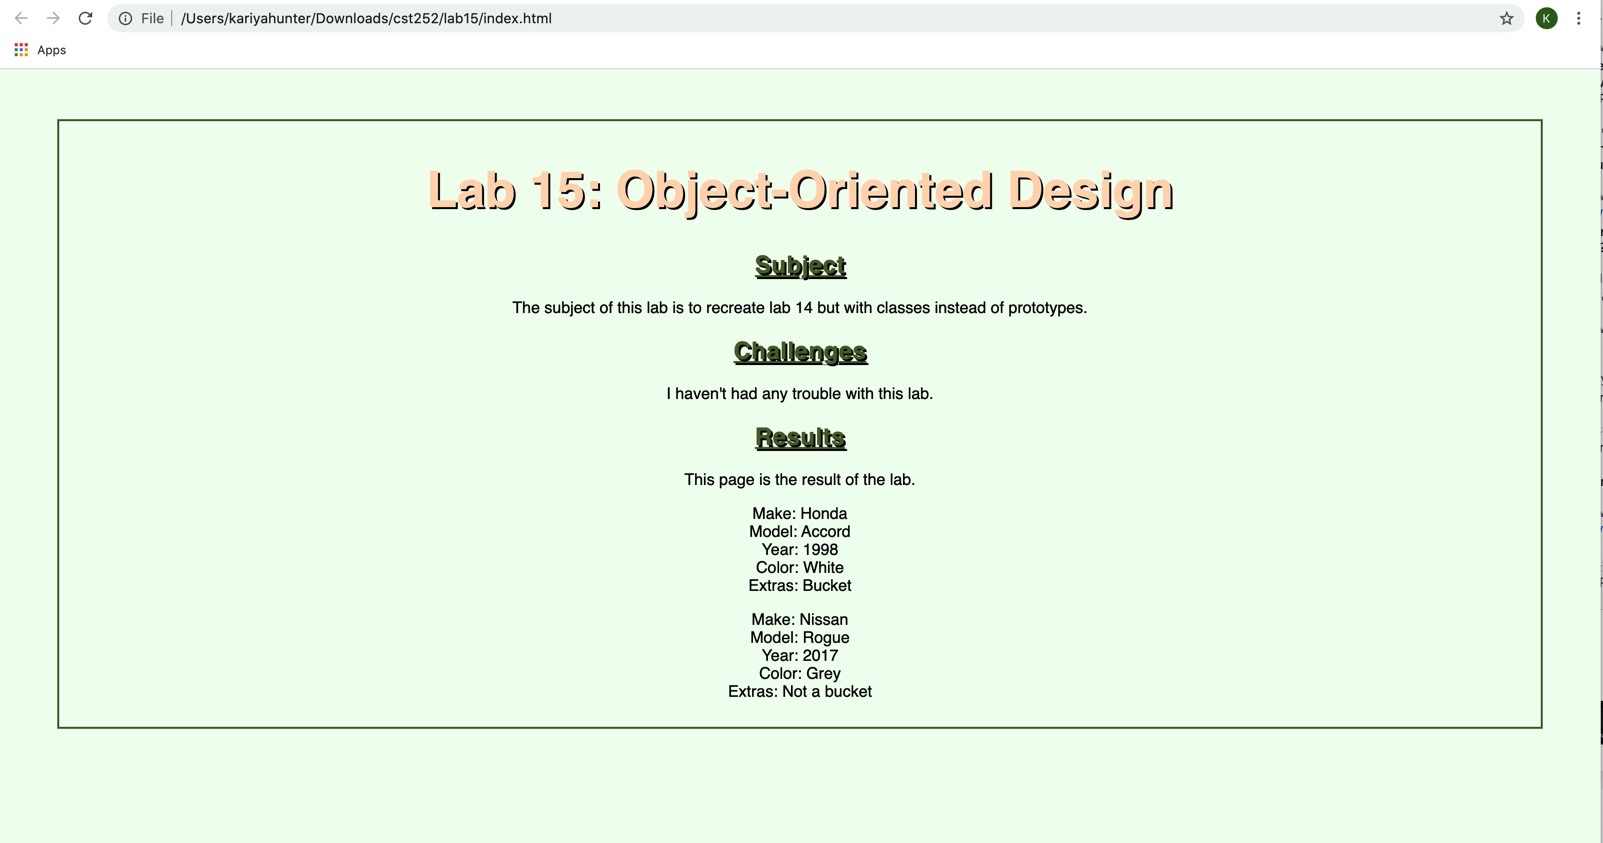 File /Users/kariyahunter/Downloads/cst252/lab15/index.html K
Apps
Lab 15: Object-Oriented Design
Subject
The subject of this lab is to recreate lab 14 but with classes instead of prototypes.
Challenges
I haven't had any trouble with this lab.
Results
This page is the result of the lab.
Make: Honda
Model: Accord
Year: 1998
Color: White
Extras: Bucket
Make: Nissan
Model: Rogue
Year: 2017
Color: Grey
Extras: Not a bucket